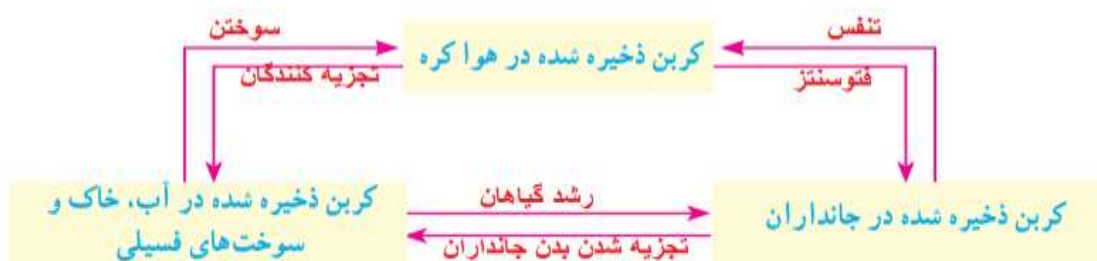 سوختن
تنفس
کربن ذخیره شده در هوا کره
تجزیه کنندگان
فتوسنتز
کربن ذخیره شده در جانداران
رشد گیاهان
تجزیه شدن بدن جانداران
کربن ذخیره شده در آب، خاک و
سوخت‌های فسیلی